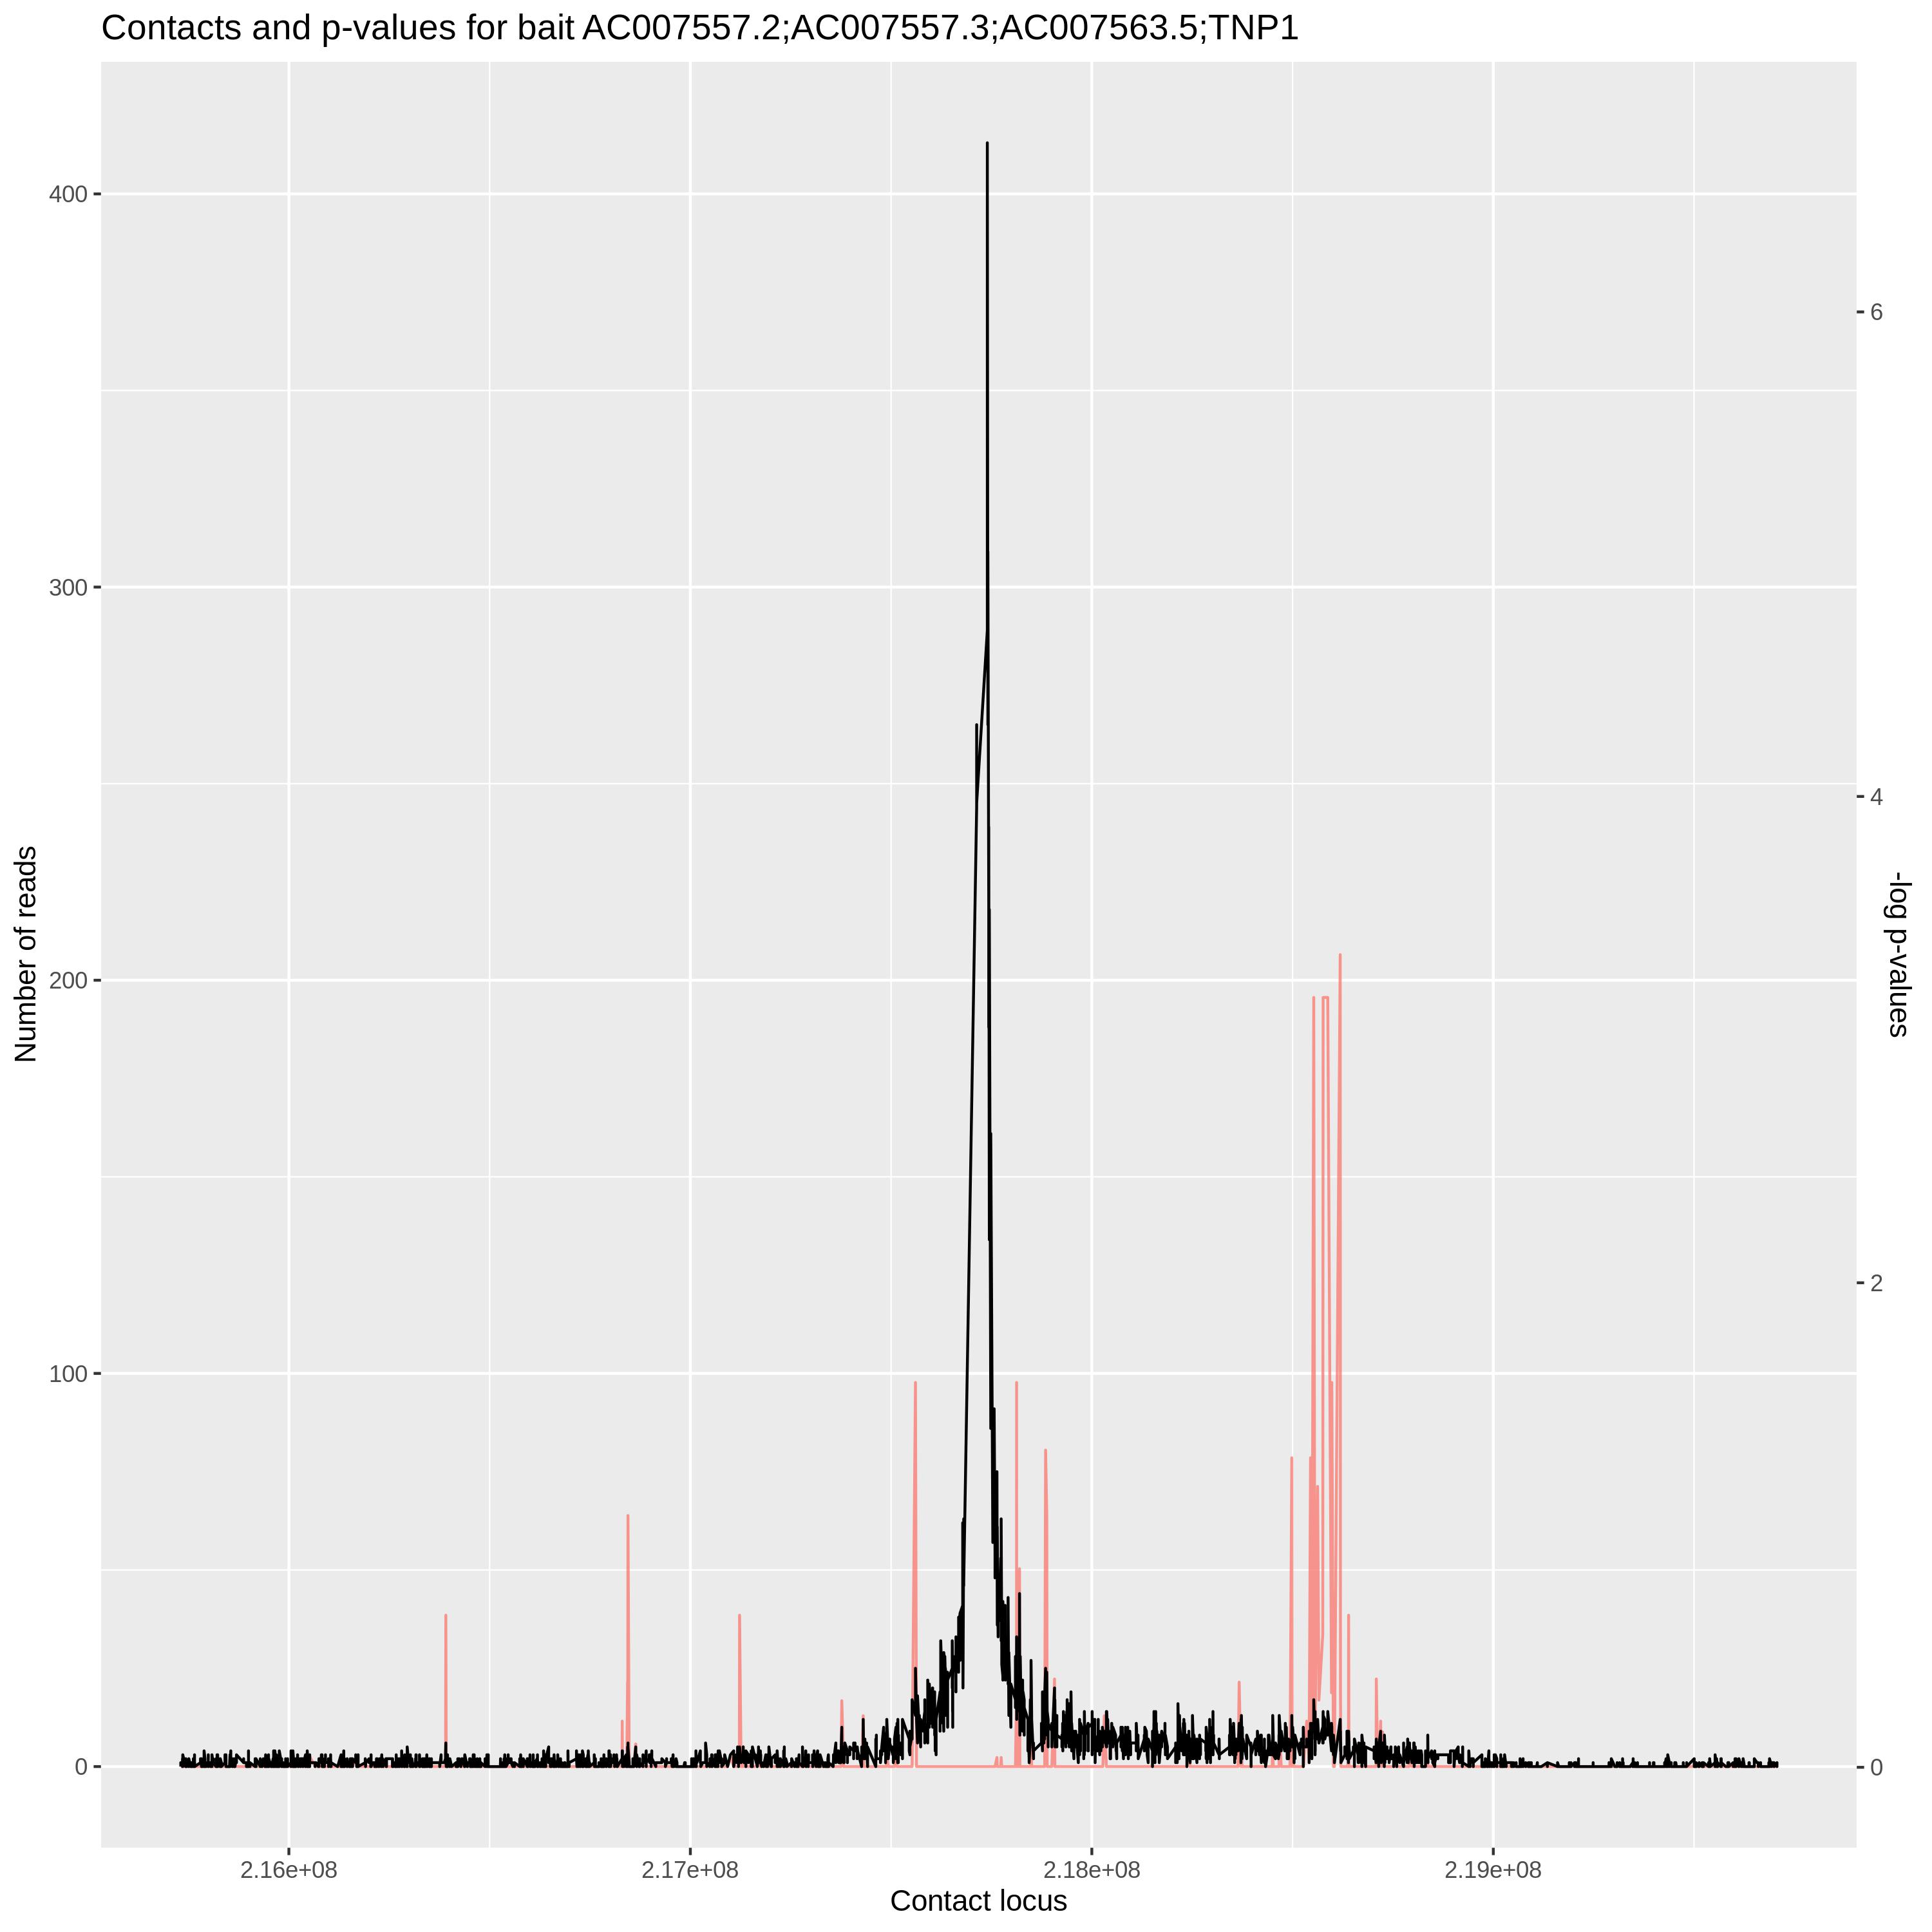 Contacts and p-values for bait AC007557.2;AC007557.3;AC007563.5;TNP1
Number of reads
400
300
200
100
0
6
4
2
0
-log p-values
2.16e+08
2.17e+08
2.18e+08
2.19e+08
Contact locus